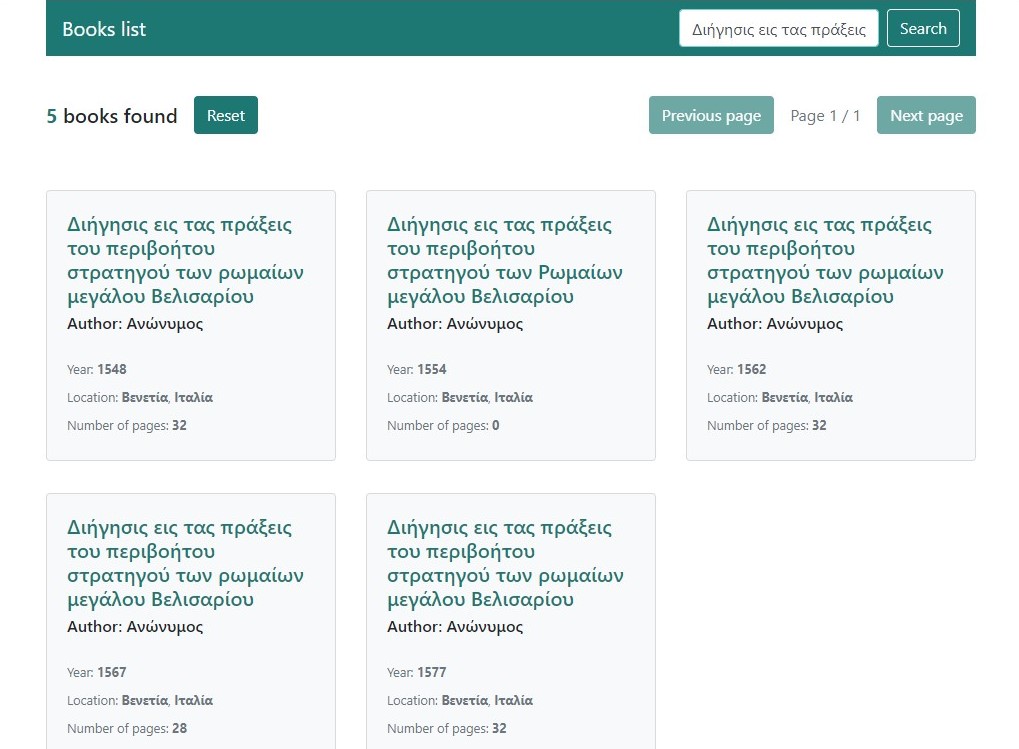 Books list
Διήγησις εις τας πράξεις
Search
5 books found
Reset
Previous page
Page 1 / 1
Next page
Διήγησις εις τας πράξεις
του περιβοήτου
στρατηγού των ρωμαίων
μεγάλου Βελισαρίου
Author: Ανώνυμος
Year: 1548
Location: Βενετία, Ιταλία
Number of pages: 32
Διήγησις εις τας πράξεις
του περιβοήτου
στρατηγού των Ρωμαίων
μεγάλου Βελισαρίου
Author: Ανώνυμος
Year: 1554
Location: Βενετία, Ιταλία
Number of pages: 0
Διήγησις εις τας πράξεις
του περιβοήτου
στρατηγού των ρωμαίων
μεγάλου Βελισαρίου
Author: Ανώνυμος
Year: 1562
Location: Βενετία, Ιταλία
Number of pages: 32
Διήγησις εις τας πράξεις
του περιβοήτου
στρατηγού των ρωμαίων
μεγάλου Βελισαρίου
Author: Ανώνυμος
Year: 1567
Location: Βενετία, Ιταλία
Number of pages: 28
Διήγησις εις τας πράξεις
του περιβοήτου
στρατηγού των ρωμαίων
μεγάλου Βελισαρίου
Author: Ανώνυμος
Year: 1577
Location: Βενετία, Ιταλία
Number of pages: 32